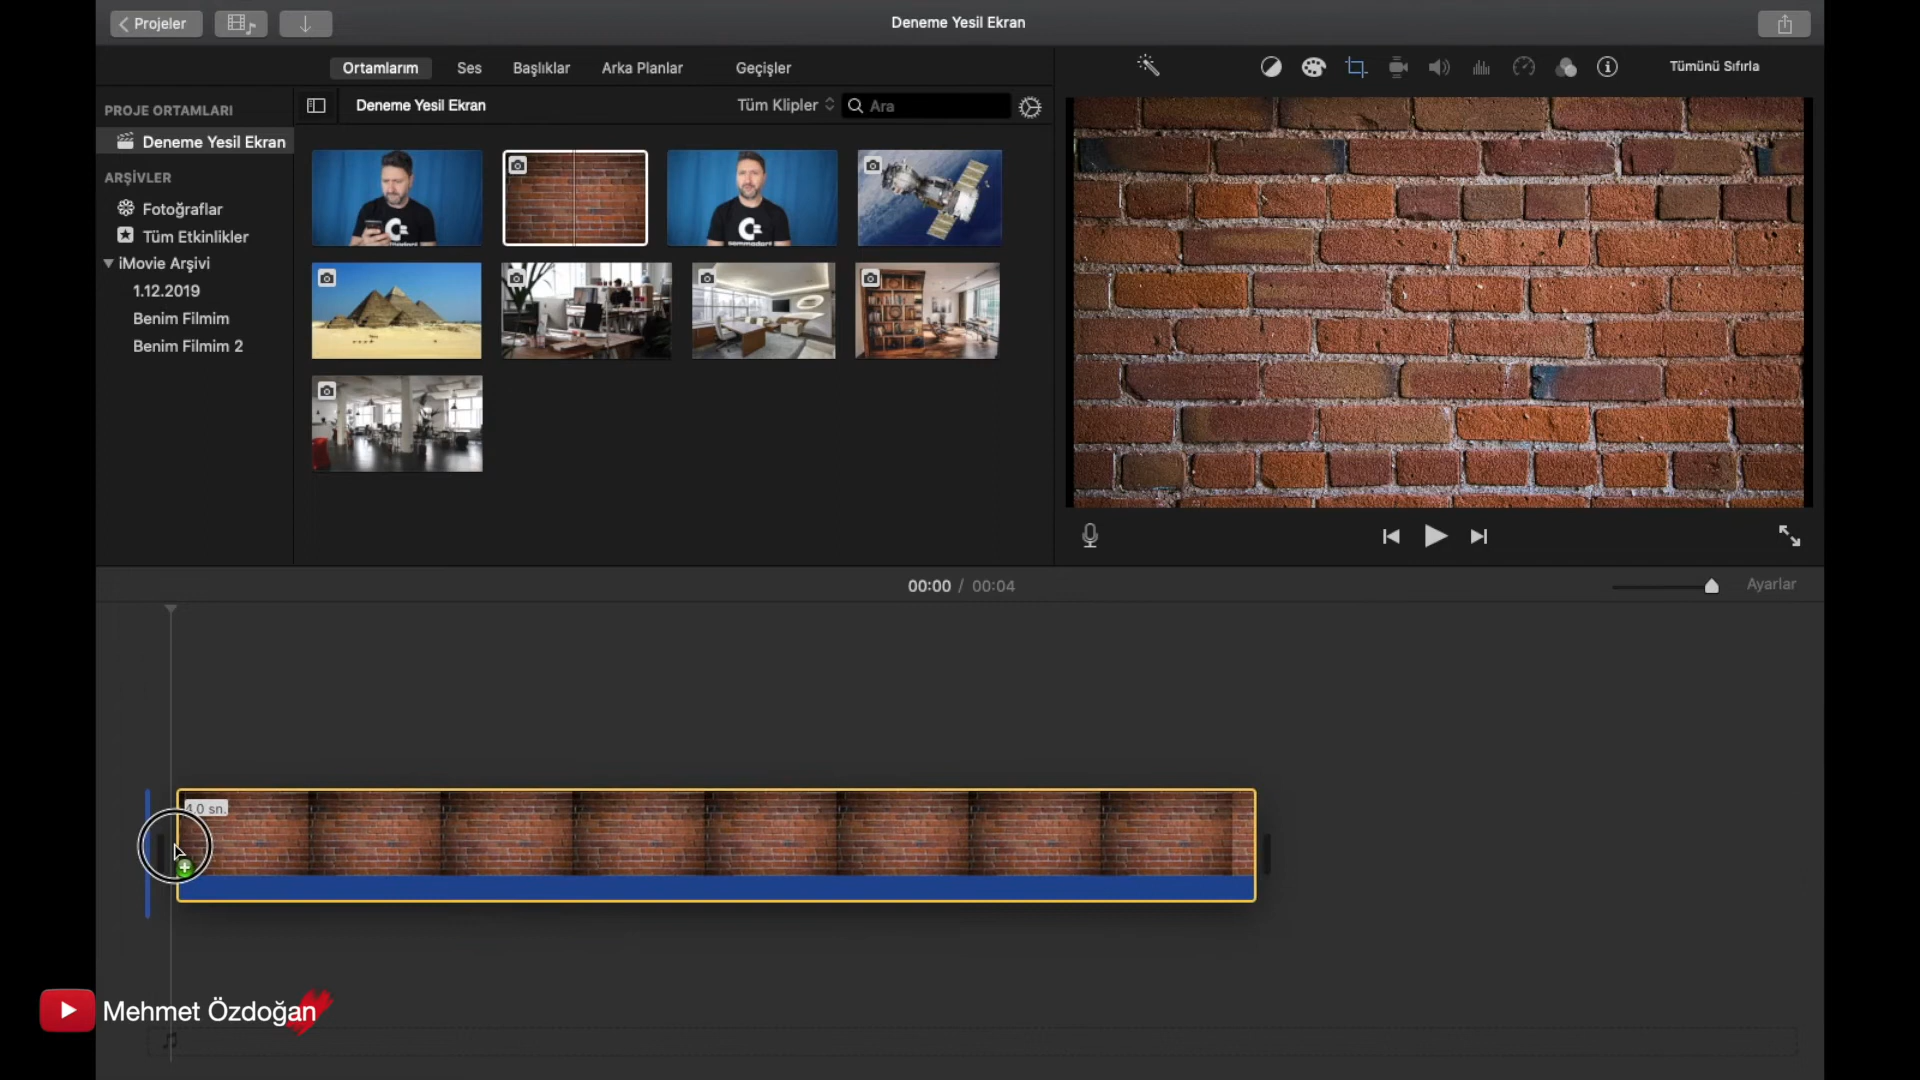 Projeler
Deneme Yesil Ekran
Ortamlarım
Ses
Başlıklar
Arka Planlar
Geçişler
Tümünü Sıfırla
PROJE ORTAMLARI
Deneme Yesil Ekran
Tüm Klipler
Ara
Deneme Yesil Ekran
ARŞİVLER
Fotoğraflar
Tüm Etkinlikler
iMovie Arşivi
1.12.2019
Benim Filmim
Benim Filmim 2
00:00 / 00:04
Ayarlar
4.0 sn.
Mehmet Özdoğan